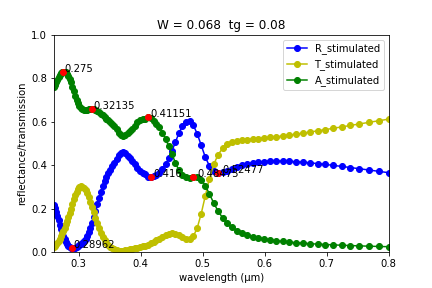 W = 0.068 tg = 0.08
1.0
0.8
0.6
0.4
0.2
0.0
reflectance/transmission
R_stimulated
T_stimulated
A_stimulated
0.275
0.32135
0.41151
0.28962
0.3 0.4 0.5 0.6 0.7 0.8
wavelength (μm)